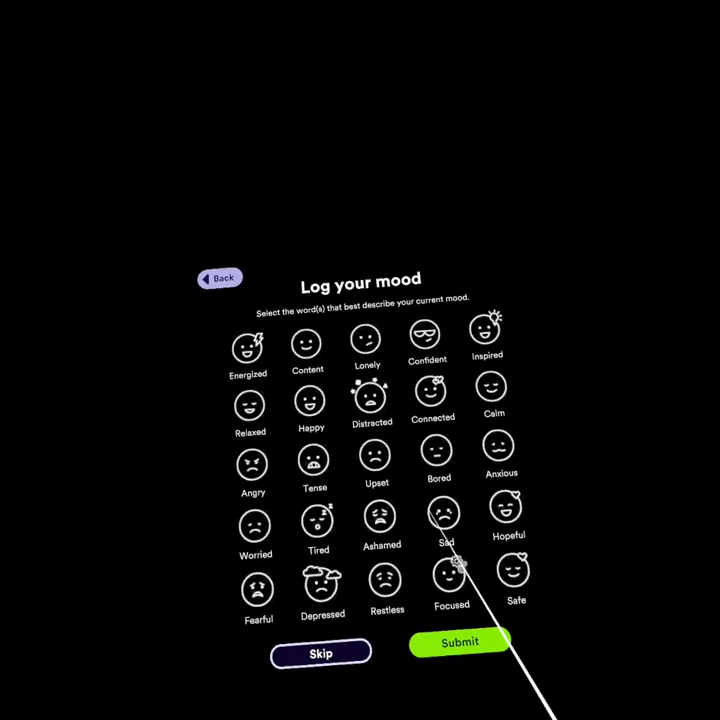 Back
Log your mood
Select the word(s) that best describe your current mood.
Energized
Content
Lonely
Confident
Inspired
Relaxed
Happy
Distracted
Connected
Calm
Angry
Tense
Upset
Bored
Anxious
Worried
Tired
Ashamed
Sad
Hopeful
Fearful
Depressed
Restless
Focused
Safe
Skip
Submit